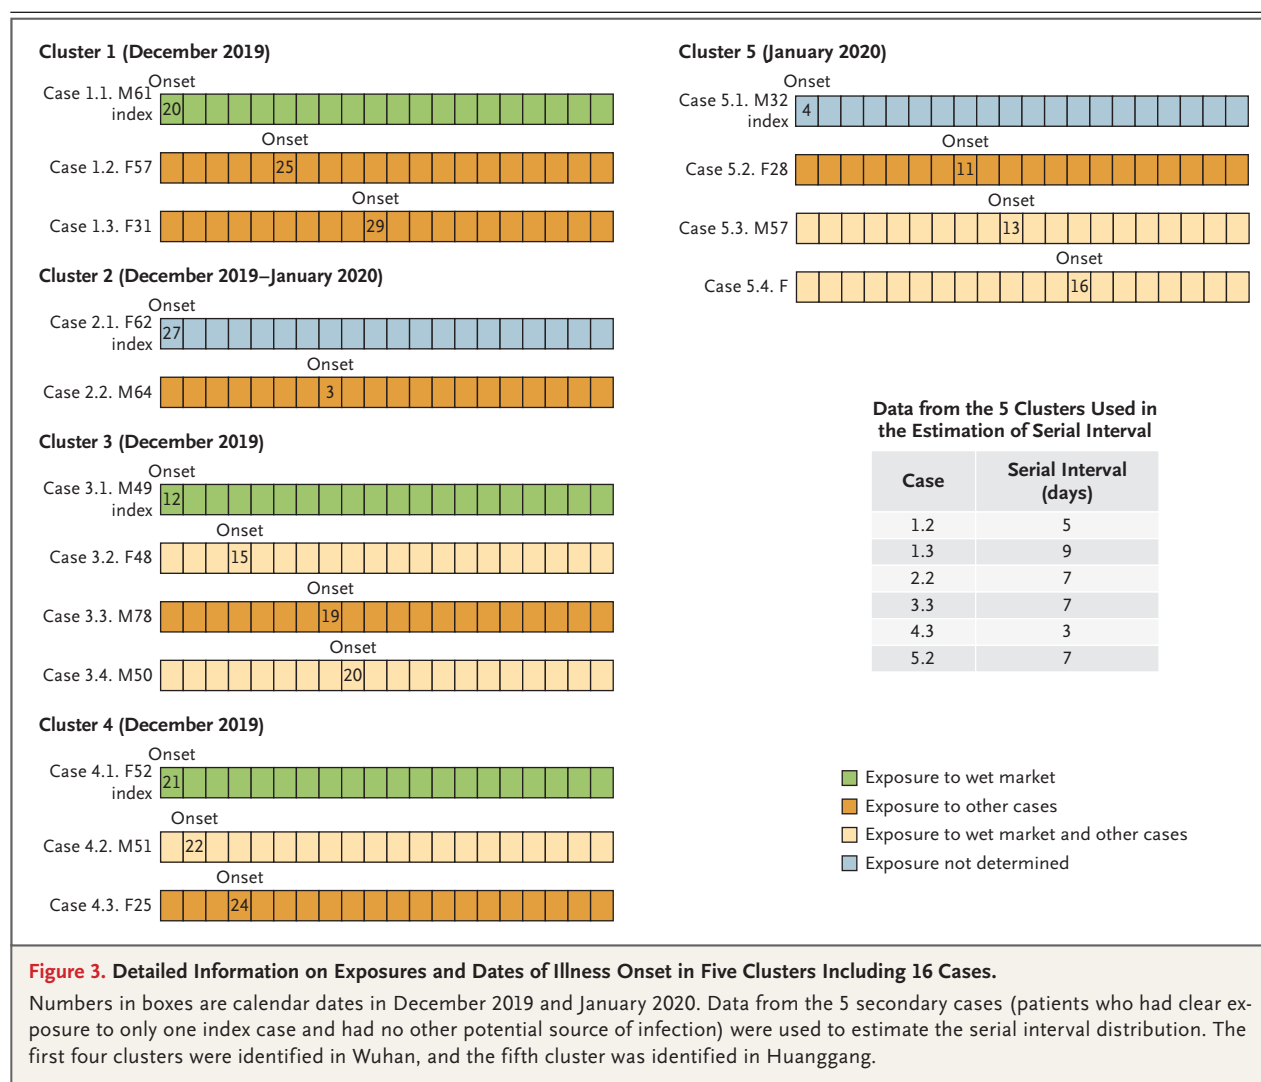 Cluster 1 (December 2019)
Onset
Case 1.1. M61
index
20
Onset
Case 1.2. F57
25
Onset
Case 1.3. F31
29
Cluster 2 (December 2019–January 2020)
Onset
Case 2.1. F62
index
27
Onset
Case 2.2. M64
3
Cluster 3 (December 2019)
Onset
Case 3.1. M49
index
12
Onset
Case 3.2. F48
15
Onset
Case 3.3. M78
19
Onset
Case 3.4. M50
20
Cluster 4 (December 2019)
Onset
Case 4.1. F52
index
21
Onset
Case 4.2. M51
22
Onset
Case 4.3. F25
24
Cluster 5 (January 2020)
Onset
Case 5.1. M32
index
4
Onset
Case 5.2. F28
11
Onset
Case 5.3. M57
13
Onset
Case 5.4. F
16
Data from the 5 Clusters Used in
the Estimation of Serial Interval
Case Serial Interval
(days)
1.2 5
1.3 9
2.2 7
3.3 7
4.3 3
5.2 7
Exposure to wet market
Exposure to other cases
Exposure to wet market and other cases
Exposure not determined
Figure 3. Detailed Information on Exposures and Dates of Illness Onset in Five Clusters Including 16 Cases.
Numbers in boxes are calendar dates in December 2019 and January 2020. Data from the 5 secondary cases (patients who had clear ex-
posure to only one index case and had no other potential source of infection) were used to estimate the serial interval distribution. The
first four clusters were identified in Wuhan, and the fifth cluster was identified in Huanggang.